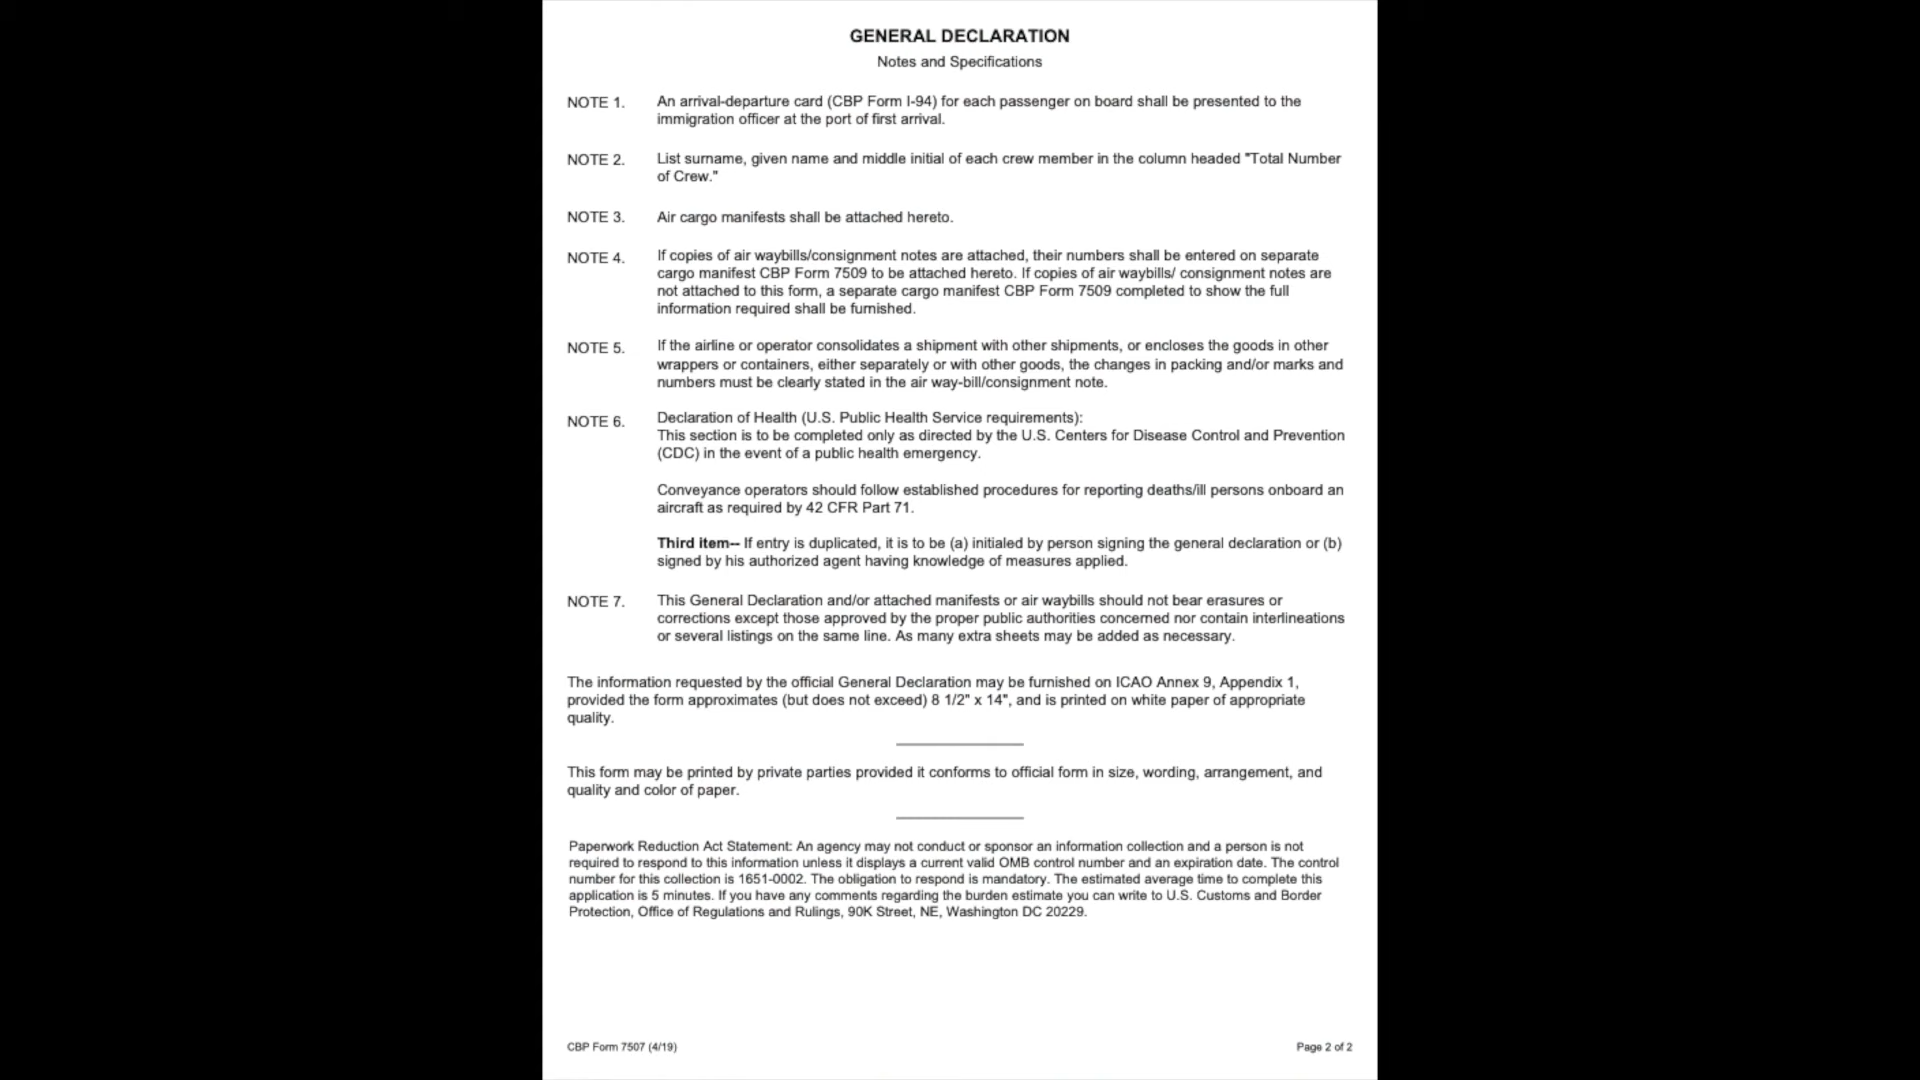 GENERAL DECLARATION
Notes and Specifications
NOTE 1. An arrival-departure card (CBP Form I-94) for each passenger on board shall be presented to the
immigration officer at the port of first arrival.
NOTE 2. List surname, given name and middle initial of each crew member in the column headed "Total Number
of Crew."
NOTE 3. Air cargo manifests shall be attached hereto.
NOTE 4. If copies of air waybills/consignment notes are attached, their numbers shall be entered on separate
cargo manifest CBP Form 7509 to be attached hereto. If copies of air waybills/ consignment notes are
not attached to this form, a separate cargo manifest CBP Form 7509 completed to show the full
information required shall be furnished.
NOTE 5. If the airline or operator consolidates a shipment with other shipments, or encloses the goods in other
wrappers or containers, either separately or with other goods, the changes in packing and/or marks and
numbers must be clearly stated in the air way-bill/consignment note.
NOTE 6. Declaration of Health (U.S. Public Health Service requirements):
This section is to be completed only as directed by the U.S. Centers for Disease Control and Prevention
(CDC) in the event of a public health emergency.
Conveyance operators should follow established procedures for reporting deaths/ill persons onboard an
aircraft as required by 42 CFR Part 71.
Third item-- If entry is duplicated, it is to be (a) initialed by person signing the general declaration or (b)
signed by his authorized agent having knowledge of measures applied.
NOTE 7. This General Declaration and/or attached manifests or air waybills should not bear erasures or
corrections except those approved by the proper public authorities concerned nor contain interlineations
or several listings on the same line. As many extra sheets may be added as necessary.
The information requested by the official General Declaration may be furnished on ICAO Annex 9, Appendix 1,
provided the form approximates (but does not exceed) 8 1/2" x 14", and is printed on white paper of appropriate
quality.
This form may be printed by private parties provided it conforms to official form in size, wording, arrangement, and
quality and color of paper.
Paperwork Reduction Act Statement: An agency may not conduct or sponsor an information collection and a person is not
required to respond to this information unless it displays a current valid OMB control number and an expiration date. The control
number for this collection is 1651-0002. The obligation to respond is mandatory. The estimated average time to complete this
application is 5 minutes. If you have any comments regarding the burden estimate you can write to U.S. Customs and Border
Protection, Office of Regulations and Rulings, 90K Street, NE, Washington DC 20229.
CBP Form 7507 (4/19) Page 2 of 2